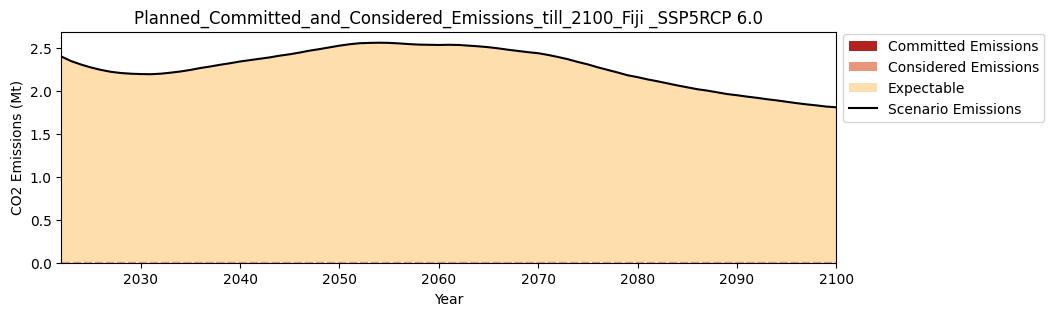 Planned_Committed_and_Considered_Emissions_till_2100_Fiji _SSP5RCP 6.0
CO2 Emissions (Mt)
2.5
2.0
1.5
1.0
0.5
0.0
2030 2040 2050 2060 2070 2080 2090 2100
Year
Committed Emissions
Considered Emissions
Expectable
Scenario Emissions